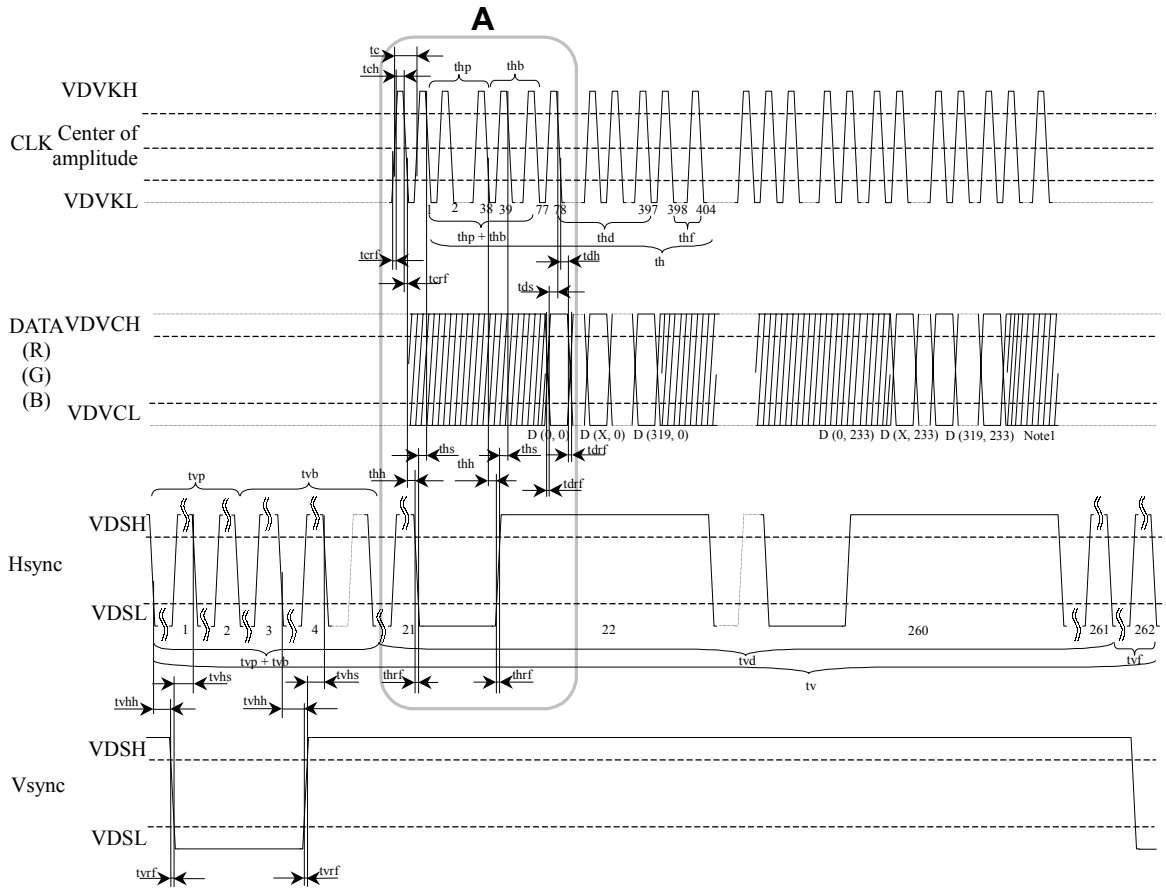 A
tc
tch
thp
thb
VDVKH
CLK
Center of
amplitude
VDVKL
1 2 38 39 77 78 397 398 404
thp + thb
thd
thf
th
tcrf
tcrf
tdh
tds
DATA
(R)
(G)
(B)
VDVCH
VDVCL
D (0, 0) D (X, 0) D (319, 0) D (0, 233) D (X, 233) D (319, 233) Note1
ths
ths
thh
thh
tdrf
tdrf
tvp
tvb
VDSH
Hsync
VDSL
1 2 3 4 21 22 260 261 262
tvp + tvb
tvd
tvf
tv
tvhs
tvhs
thrf
thrf
tvhh
tvhh
VDSH
Vsync
VDSL
tvrf
tvrf